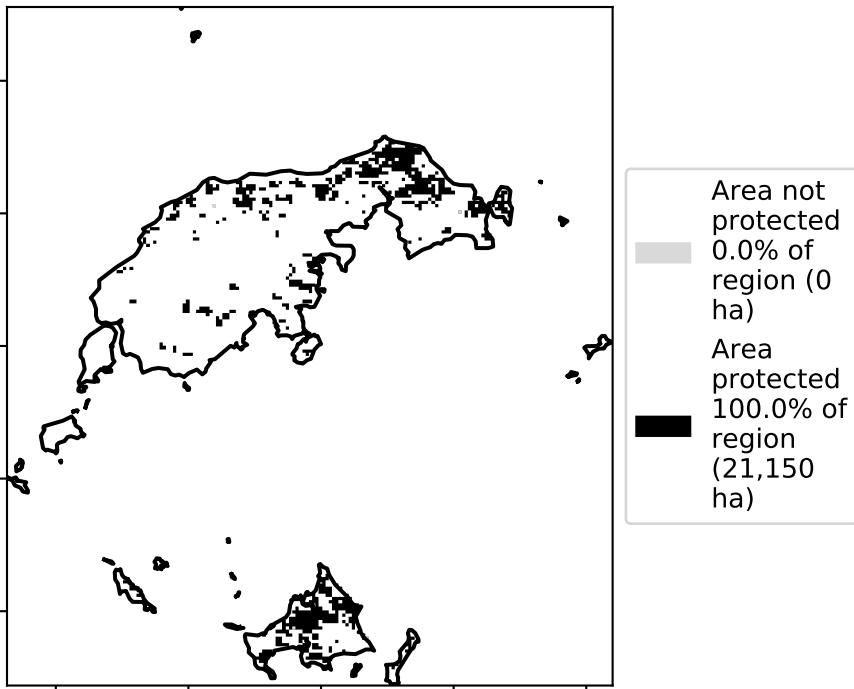 Area not
protected
0.0% of
region (0
ha)
Area
protected
100.0% of
region
(21,150
ha)